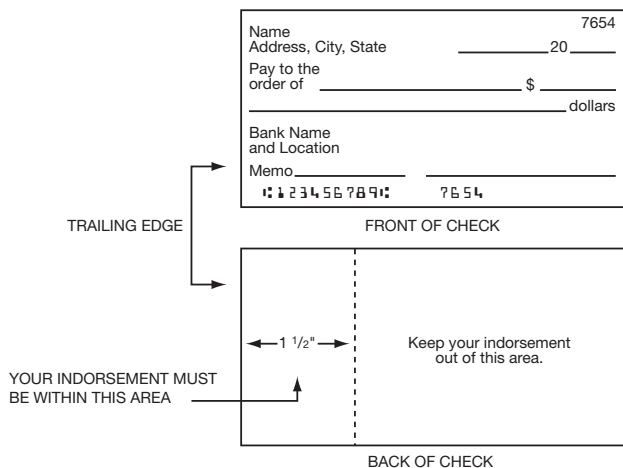 7654
Name
Address, City, State 20
Pay to the
order of $
dollars
Bank Name
and Location
Memo
⑆123456789⑆ 7654
TRAILING EDGE
FRONT OF CHECK
1 1/2"
Keep your indorsement
out of this area.
YOUR INDORSEMENT MUST
BE WITHIN THIS AREA
BACK OF CHECK